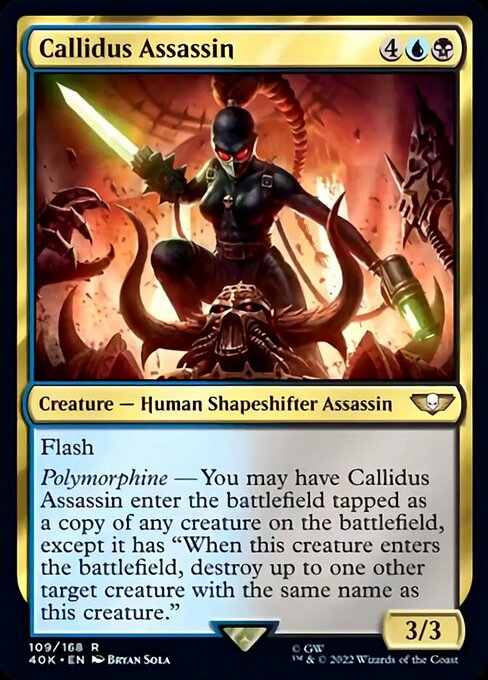 Callidus Assassin 4
Creature — Human Shapeshifter Assassin
Flash
Polymorphine — You may have Callidus
Assassin enter the battlefield tapped as
a copy of any creature on the battlefield,
except it has “When this creature enters
the battlefield, destroy up to one other
target creature with the same name as
this creature.”
3/3
109/168 R
40K • EN Bryan Sola
© GW
™ & © 2022 Wizards of the Coast